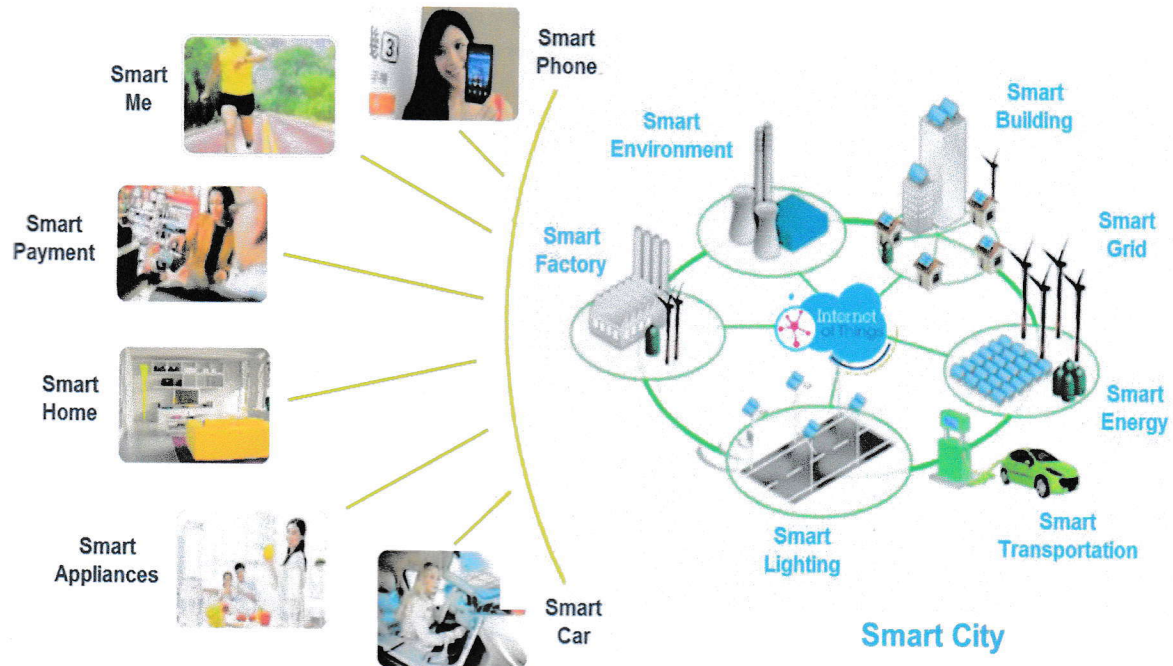 Smart
Phone
Smart
Me
3
Smart
Payment
Smart
Home
Smart
Appliances
Smart
Car
Smart
Environment
Smart
Building
Smart
Factory
Smart
Grid
Internet
of Things
Smart
Energy
Smart
Lighting
Smart
Transportation
Smart City